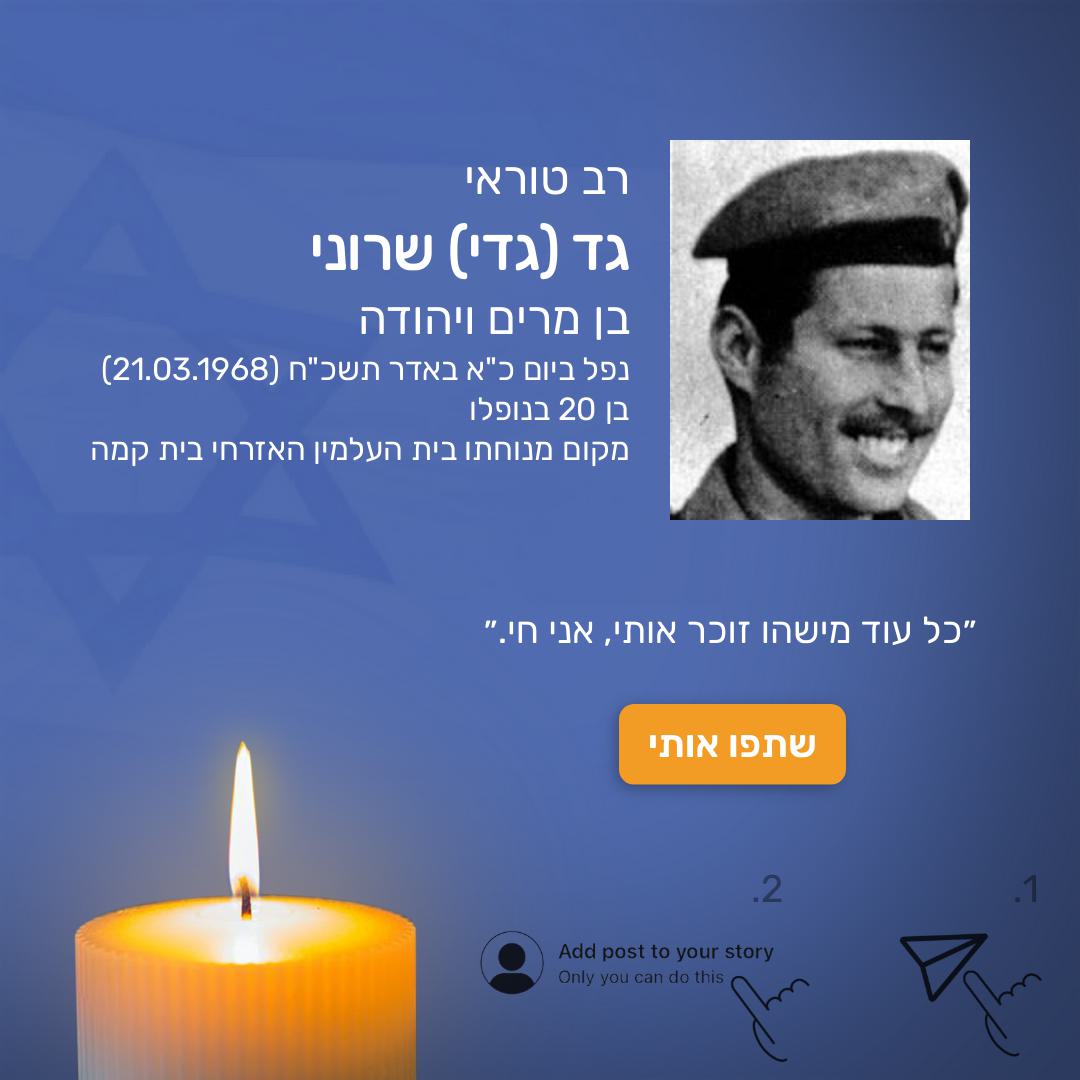 רב טוראי
גד (גדי) שרוני
בן מרים ויהודה
נפל ביום כ"א באדר תשכ"ח (21.03.1968)
בן 20 בנופלו
מקום מנוחתו בית העלמין האזרחי בית קמה
״כל עוד מישהו זוכר אותי, אני חי.״
שתפו אותי
1.
2.
Add post to your story
Only you can do this